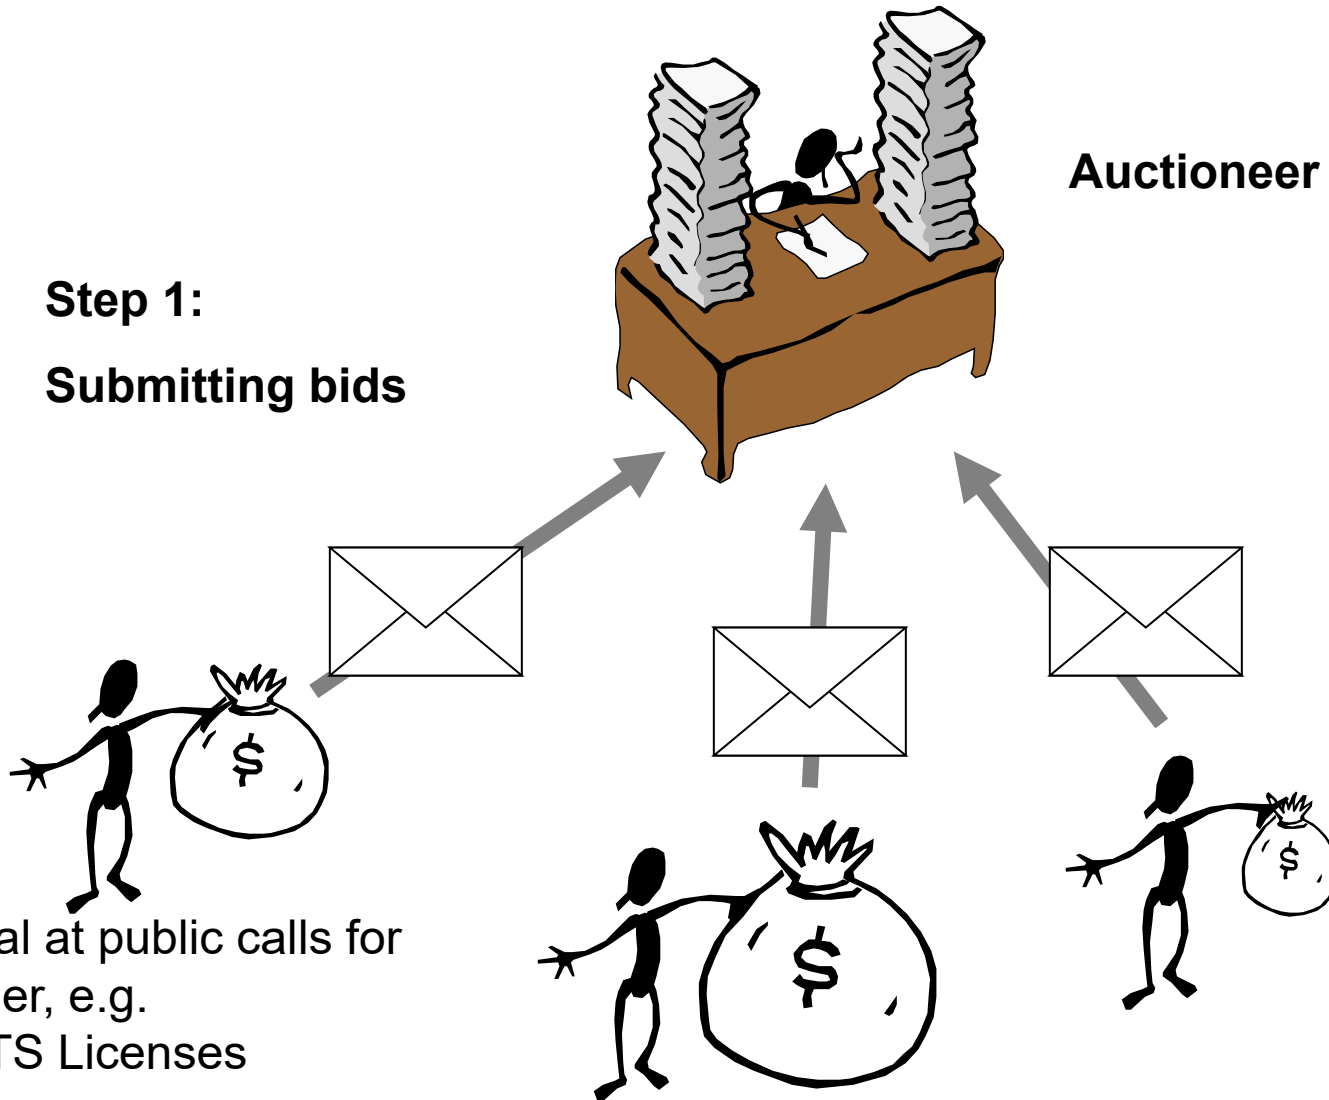 Auctioneer
Step 1:
Submitting bids
$
$
$
al at public calls for
er, e.g.
TS Licenses